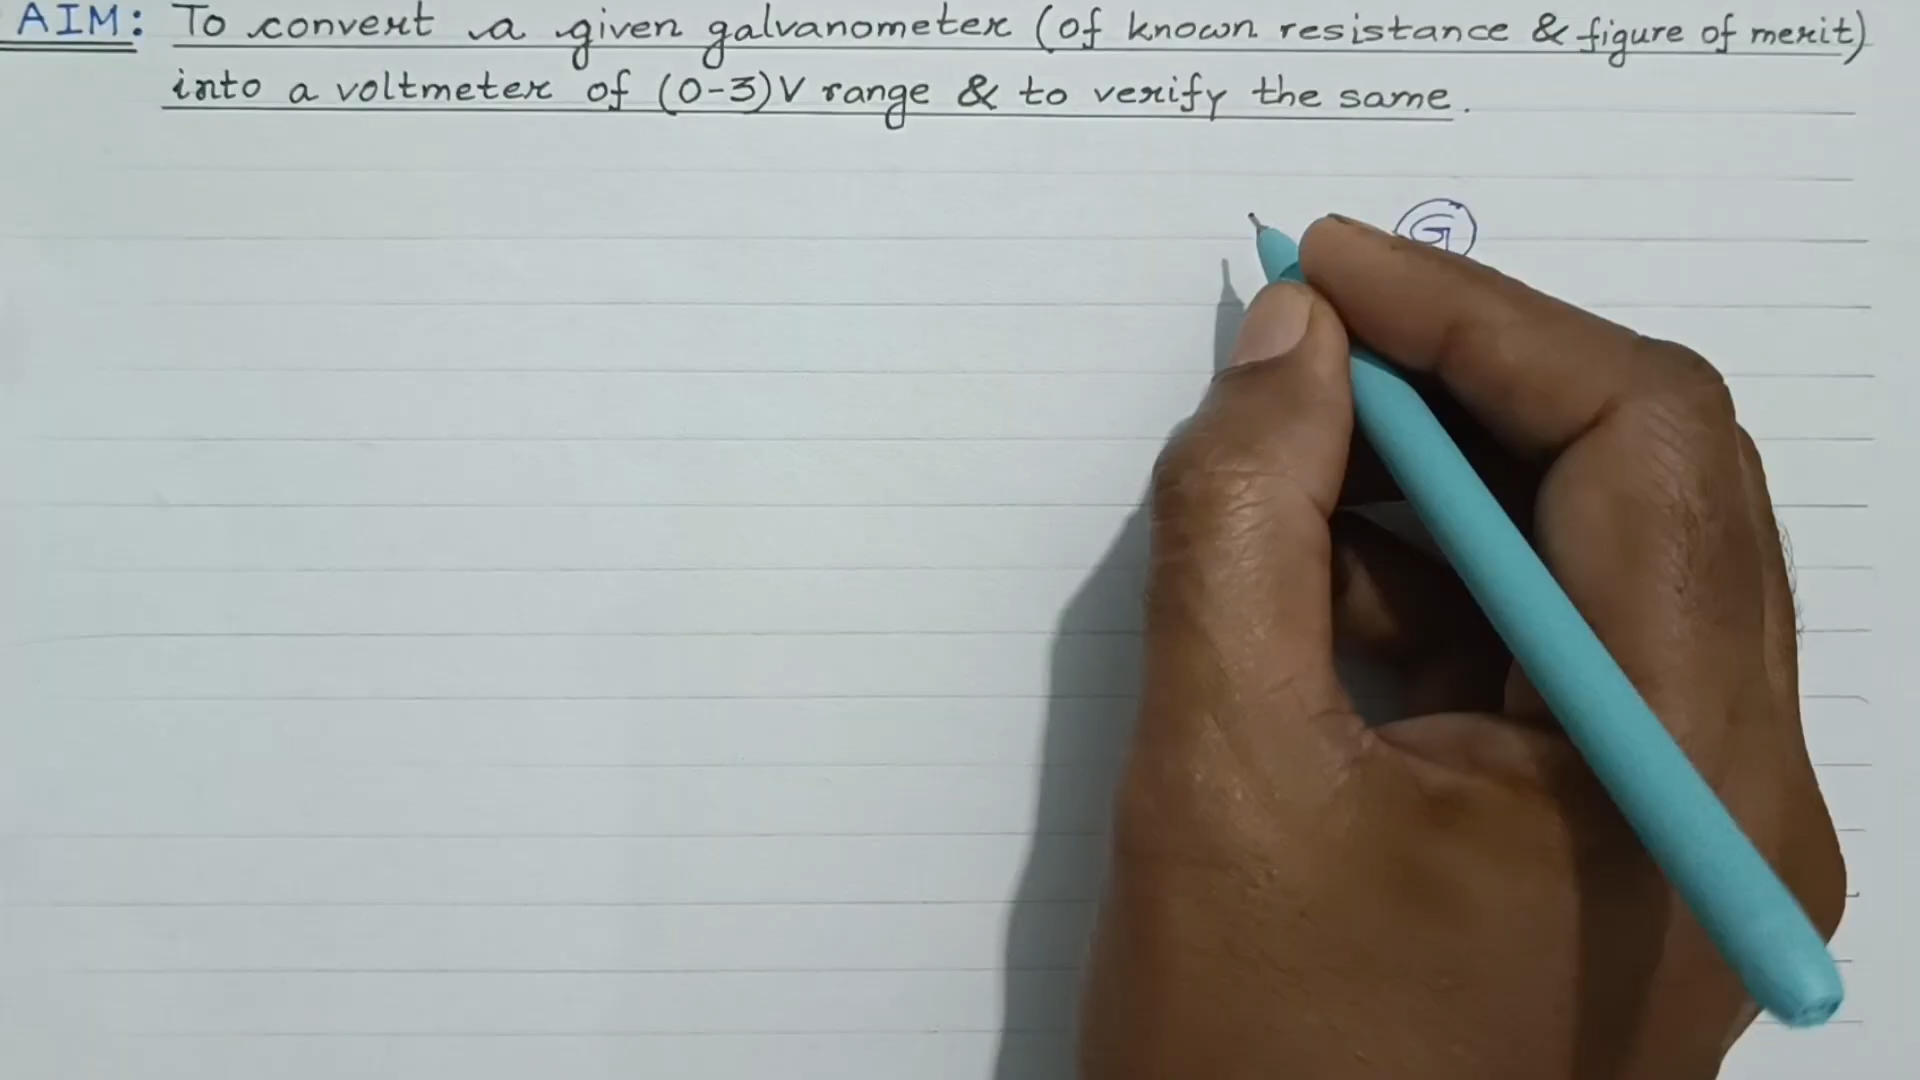 AIM: To convert a given galvanometer (of known resistance & figure of merit)
into a voltmeter of (0-3)V range & to verify the same.
G